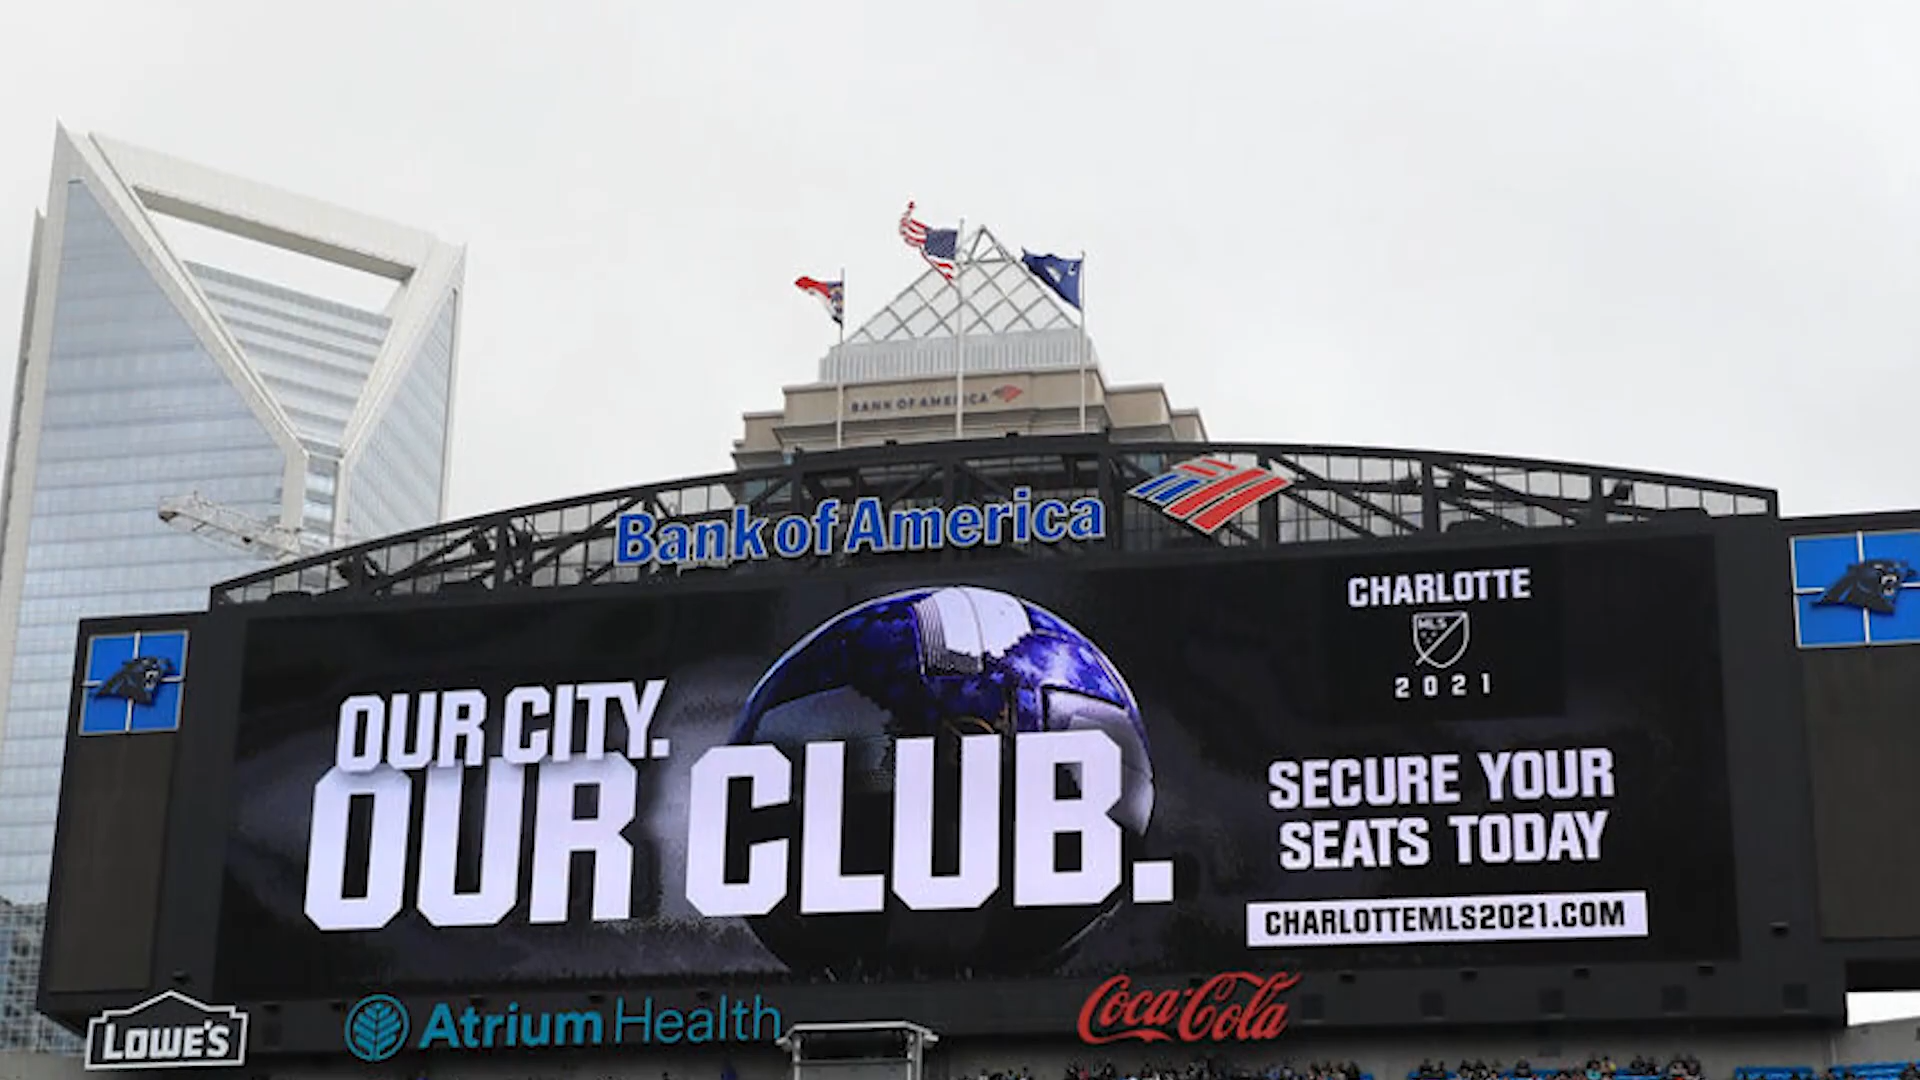 BANK OF AMERICA
Bank of America
CHARLOTTE
MLS
2021
OUR CITY.
OUR CLUB.
SECURE YOUR
SEATS TODAY
CHARLOTTEMLS2021.COM
LOWE'S
Atrium Health
Coca-Cola